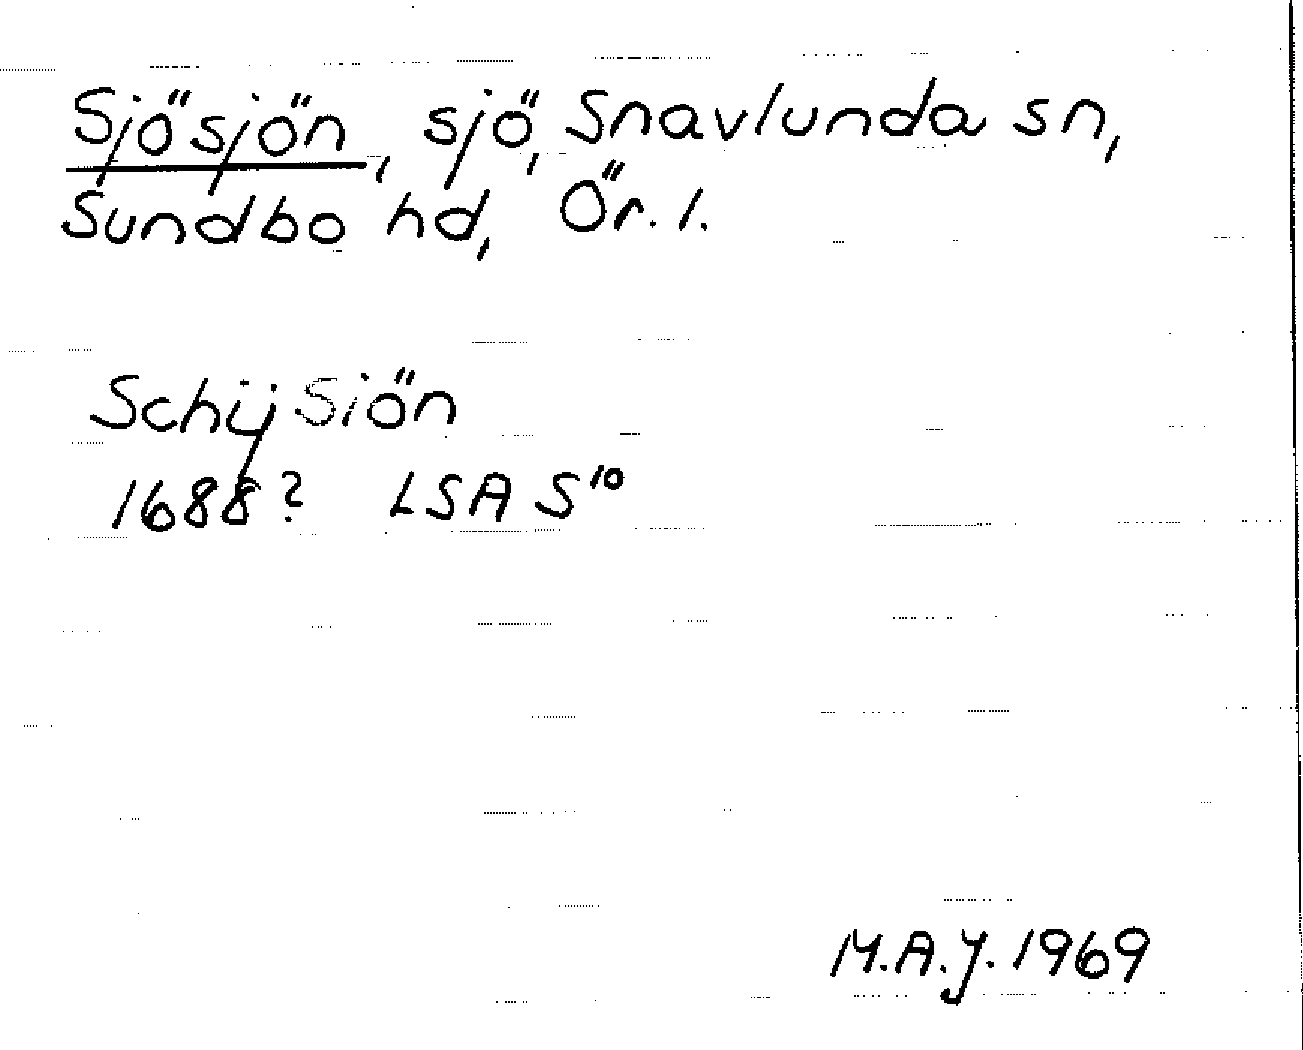 Sjösjön, sjö, Snavlunda sn,
Sundbo hd, Ör. l.
Schijsiön
1688? LSA S¹⁰
M.A.J. 1969